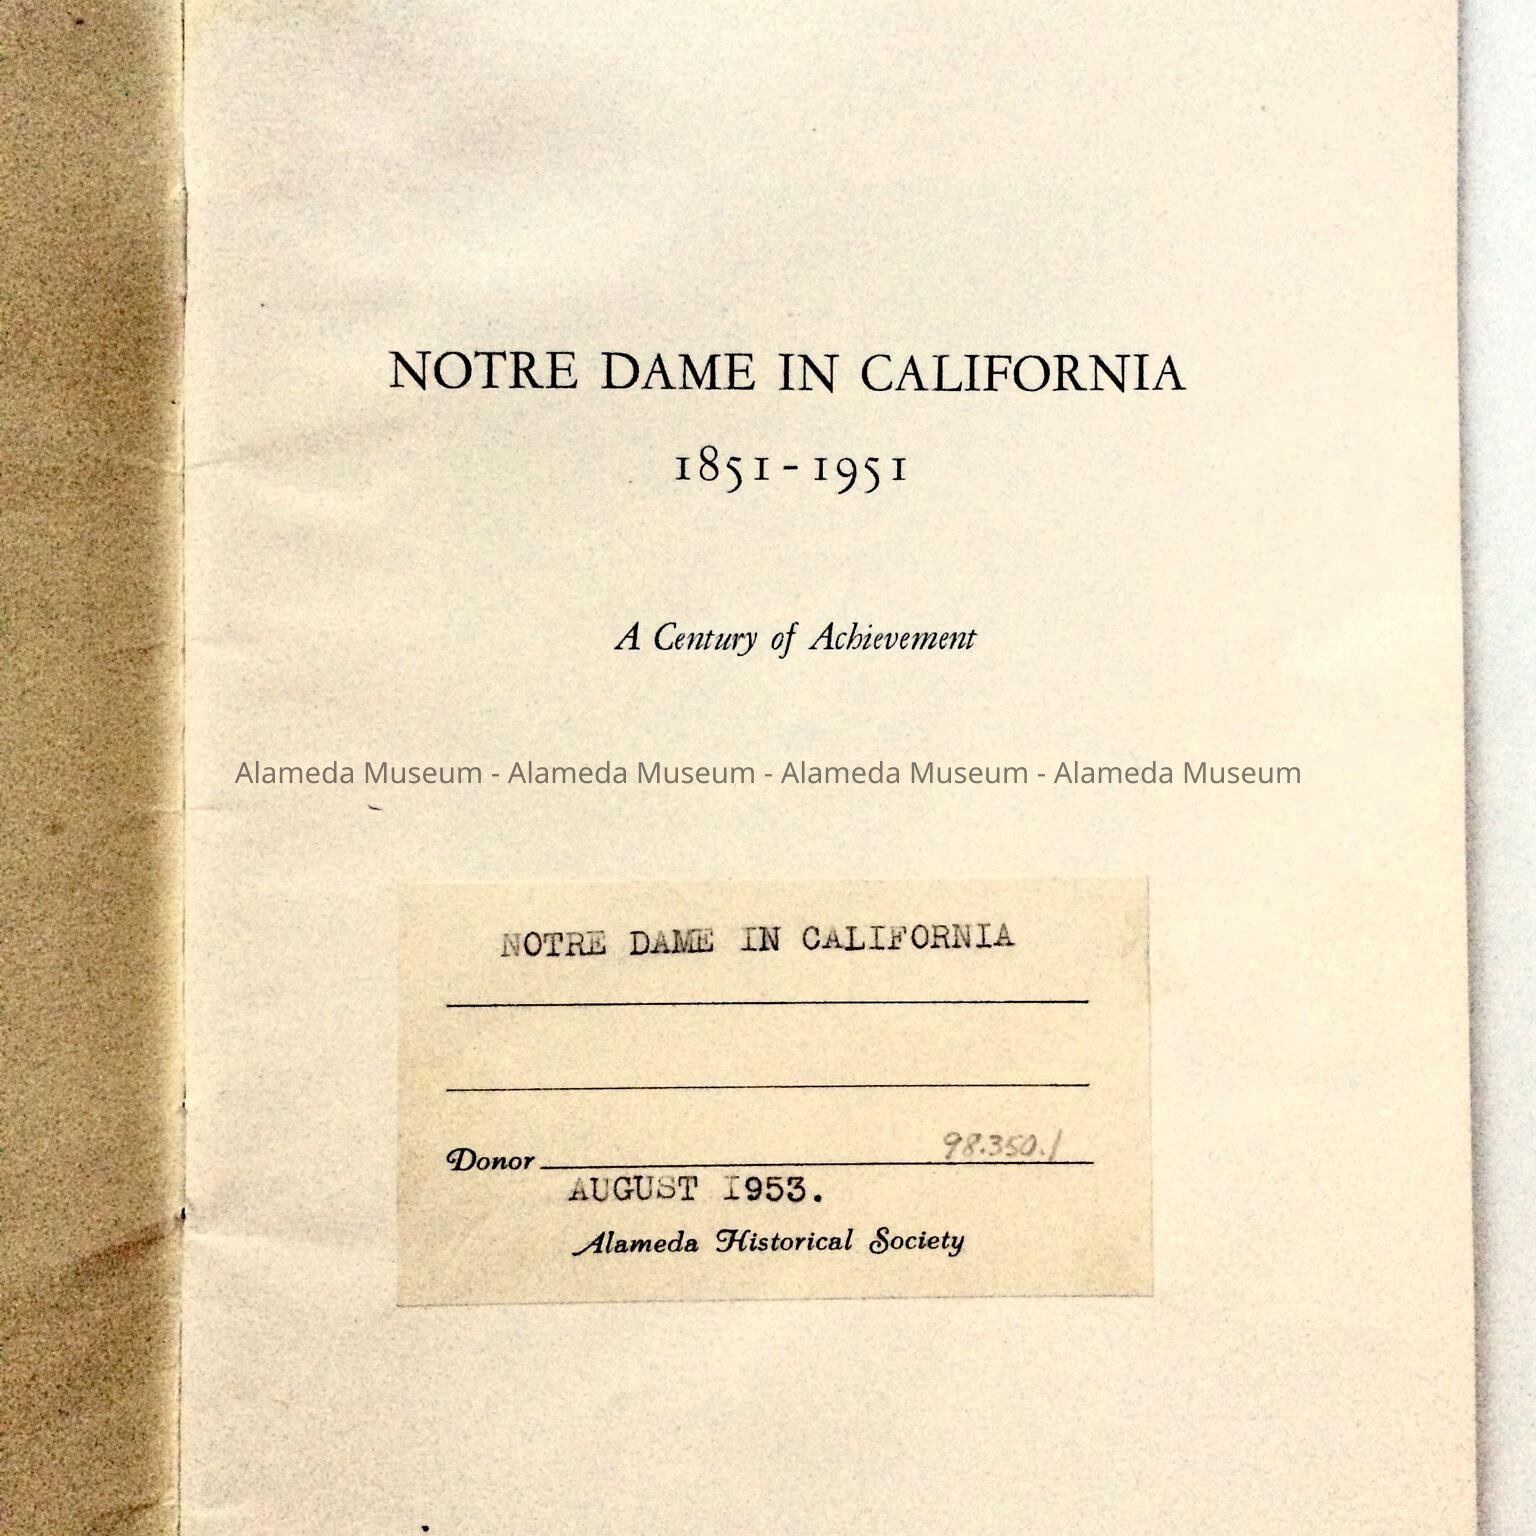 NOTRE DAME IN CALIFORNIA
1851-1951
A Century of Achievement
Alameda Museum - Alameda Museum - Alameda Museum - Alameda Museum
NOTRE DAME IN CALIFORNIA
98.350.1
Donor
AUGUST 1953.
Alameda Historical Society